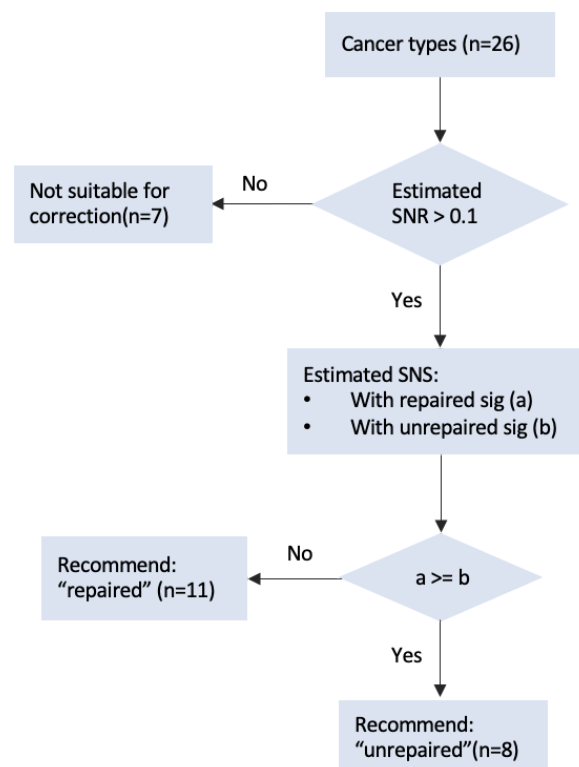 Cancer types (n=26)
No
Not suitable for
correction(n=7)
Estimated
SNR > 0.1
Yes
Estimated SNS:
• With repaired sig (a)
• With unrepaired sig (b)
No
Recommend:
“repaired” (n=11)
a >= b
Yes
Recommend:
“unrepaired”(n=8)